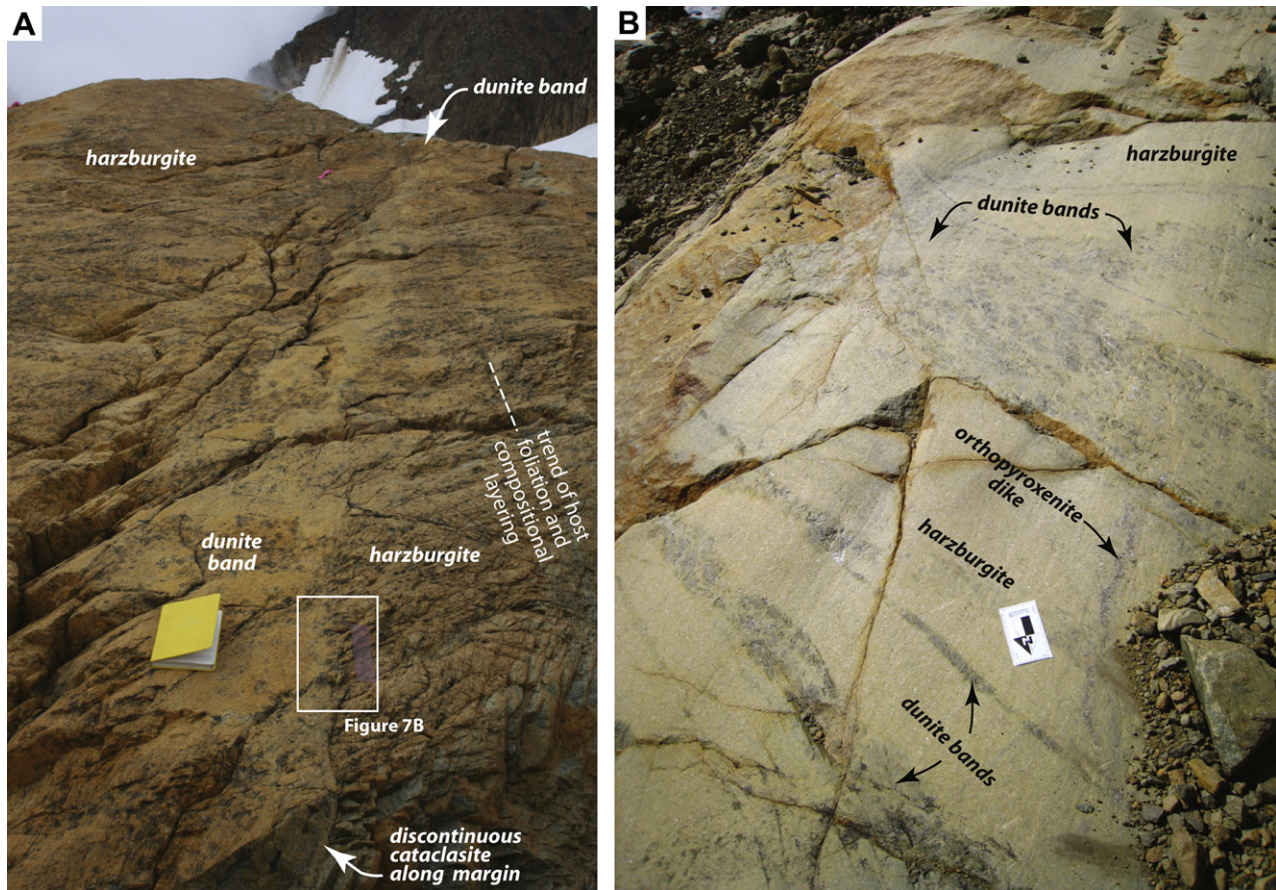 A
dunite band
harzburgite
trend of host
foliation and
compositional
layering
dunite
band
harzburgite
Figure 7B
discontinuous
cataclasite
along margin
B
harzburgite
dunite bands
orthopyroxenite
dike
harzburgite
dunite bands